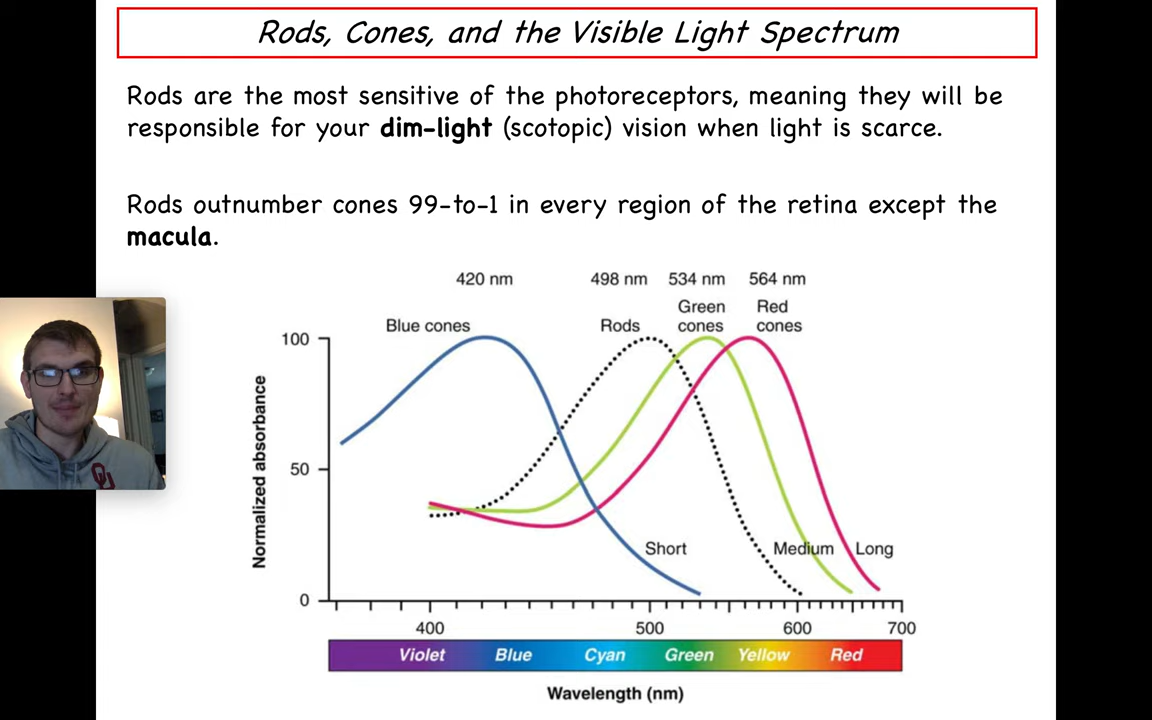 Rods, Cones, and the Visible Light Spectrum
Rods are the most sensitive of the photoreceptors, meaning they will be
responsible for your dim-light (scotopic) vision when light is scarce.
Rods outnumber cones 99-to-1 in every region of the retina except the
macula.
420 nm 498 nm 534 nm 564 nm
Blue cones Rods Green cones Red cones
100
50
0
Normalized absorbance
Short Medium Long
400 500 600 700
Violet Blue Cyan Green Yellow Red
Wavelength (nm)
OU